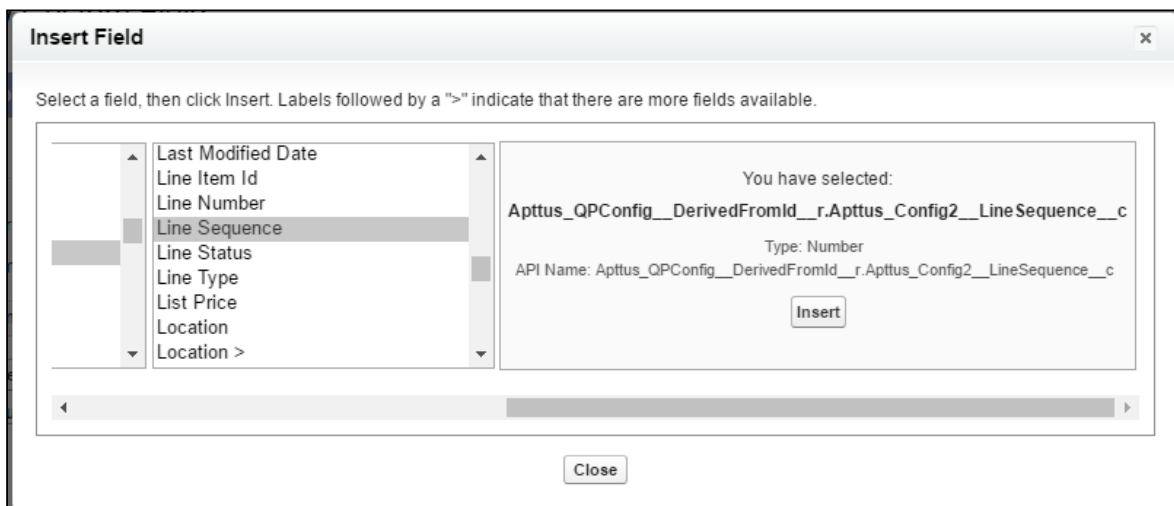 Insert Field
Select a field, then click Insert. Labels followed by a ">" indicate that there are more fields available.
Last Modified Date
Line Item Id
Line Number
Line Sequence
Line Status
Line Type
List Price
Location
Location >
You have selected:
Apttus_QPConfig__DerivedFromId__r.Apttus_Config2__LineSequence__c
Type: Number
API Name: Apttus_QPConfig__DerivedFromId__r.Apttus_Config2__LineSequence__c
Insert
Close